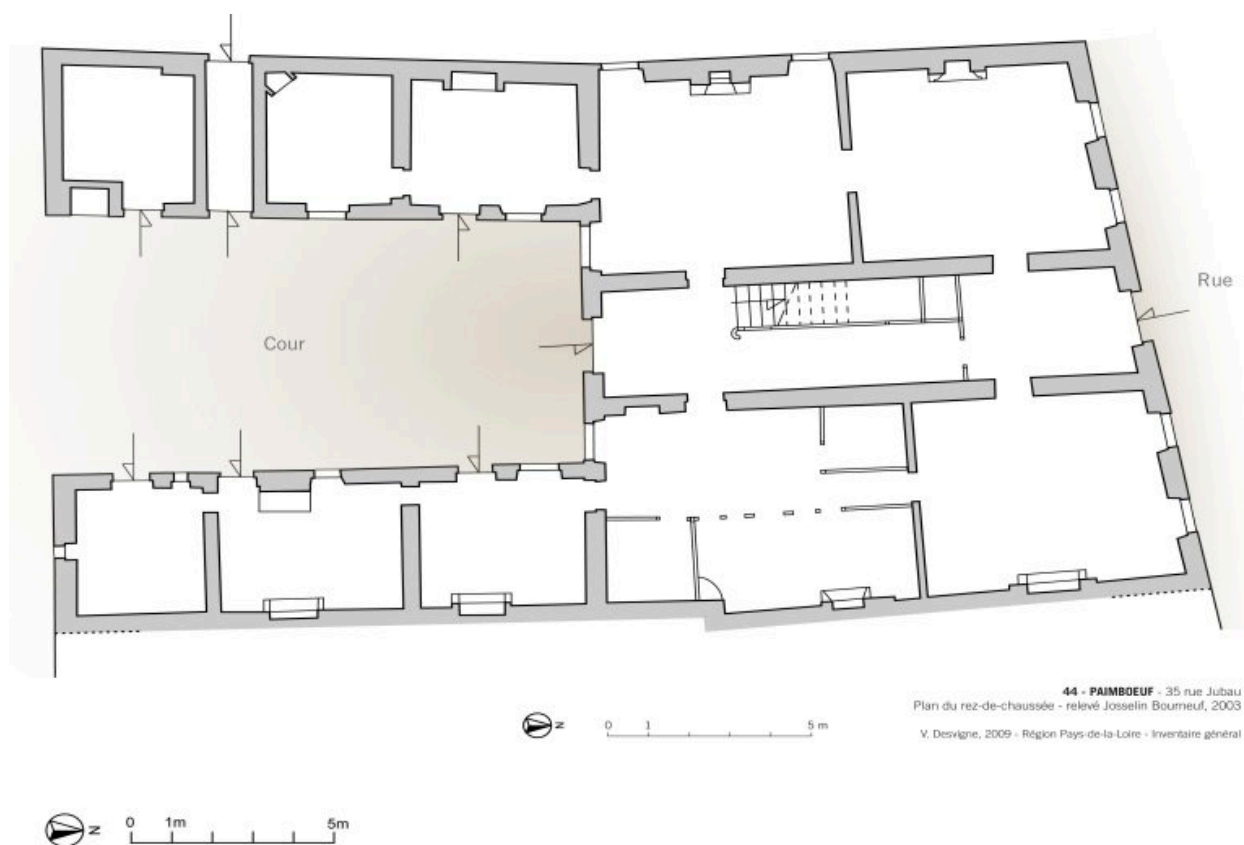 Rue
Cour
44 - PAIMBOEUF - 35 rue Jubau
Plan du rez-de-chaussée - relevé Josselin Bourneuf, 2003
V. Desvigne, 2009 - Région Pays-de-la-Loire - Inventaire général
N 0 1 5 m
N 0 1m 5m